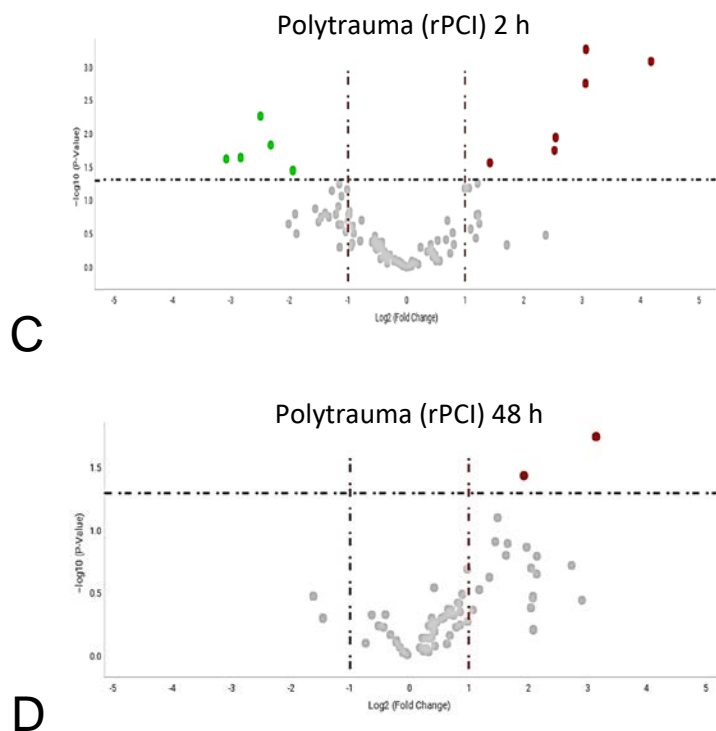 Polytrauma (rPCI) 2 h
3.0
2.5
2.0
1.5
1.0
0.5
0.0
-log10 (P-Value)
-5 -4 -3 -2 -1 0 1 2 3 4 5
Log2 (Fold Change)
C
Polytrauma (rPCI) 48 h
1.5
1.0
0.5
0.0
-log10 (P-Value)
-5 -4 -3 -2 -1 0 1 2 3 4 5
Log2 (Fold Change)
D